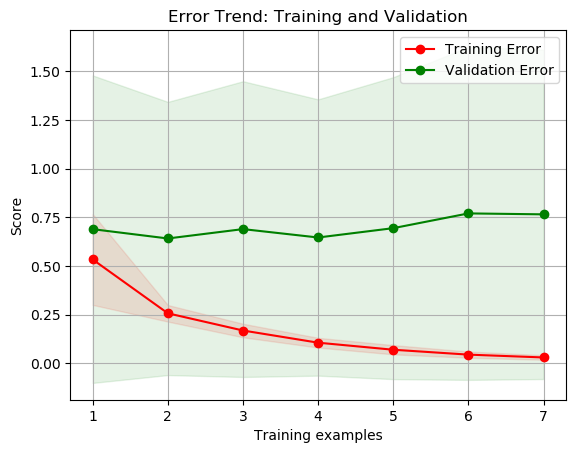 Error Trend: Training and Validation
Training Error
Validation Error
1.50
1.25
1.00
0.75
0.50
0.25
0.00
Score
1 2 3 4 5 6 7
Training examples